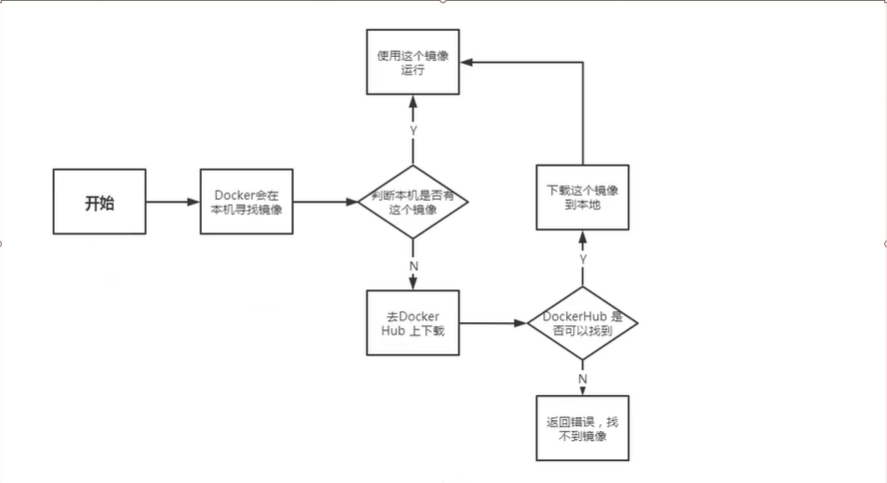 使用这个镜像
运行
Y
开始
Docker会在
本机寻找镜像
判断本机是否有
这个镜像
下载这个镜像
到本地
N
Y
去Docker
Hub 上下载
DockerHub 是
否可以找到
N
返回错误，找
不到镜像